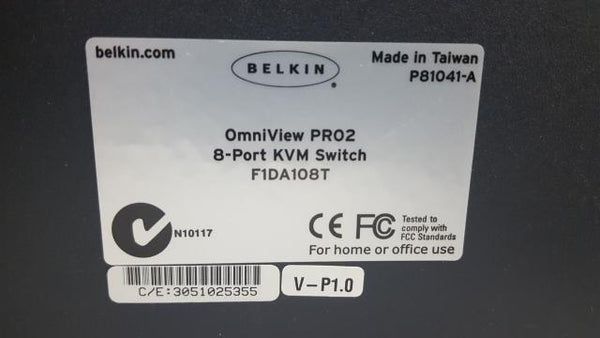 belkin.com
BELKIN
Made in Taiwan
P81041-A
OmniView PRO2
8-Port KVM Switch
F1DA108T
N10117
CE FC Tested to
comply with
FCC Standards
For home or office use
C/E:3051025355
V-P1.0